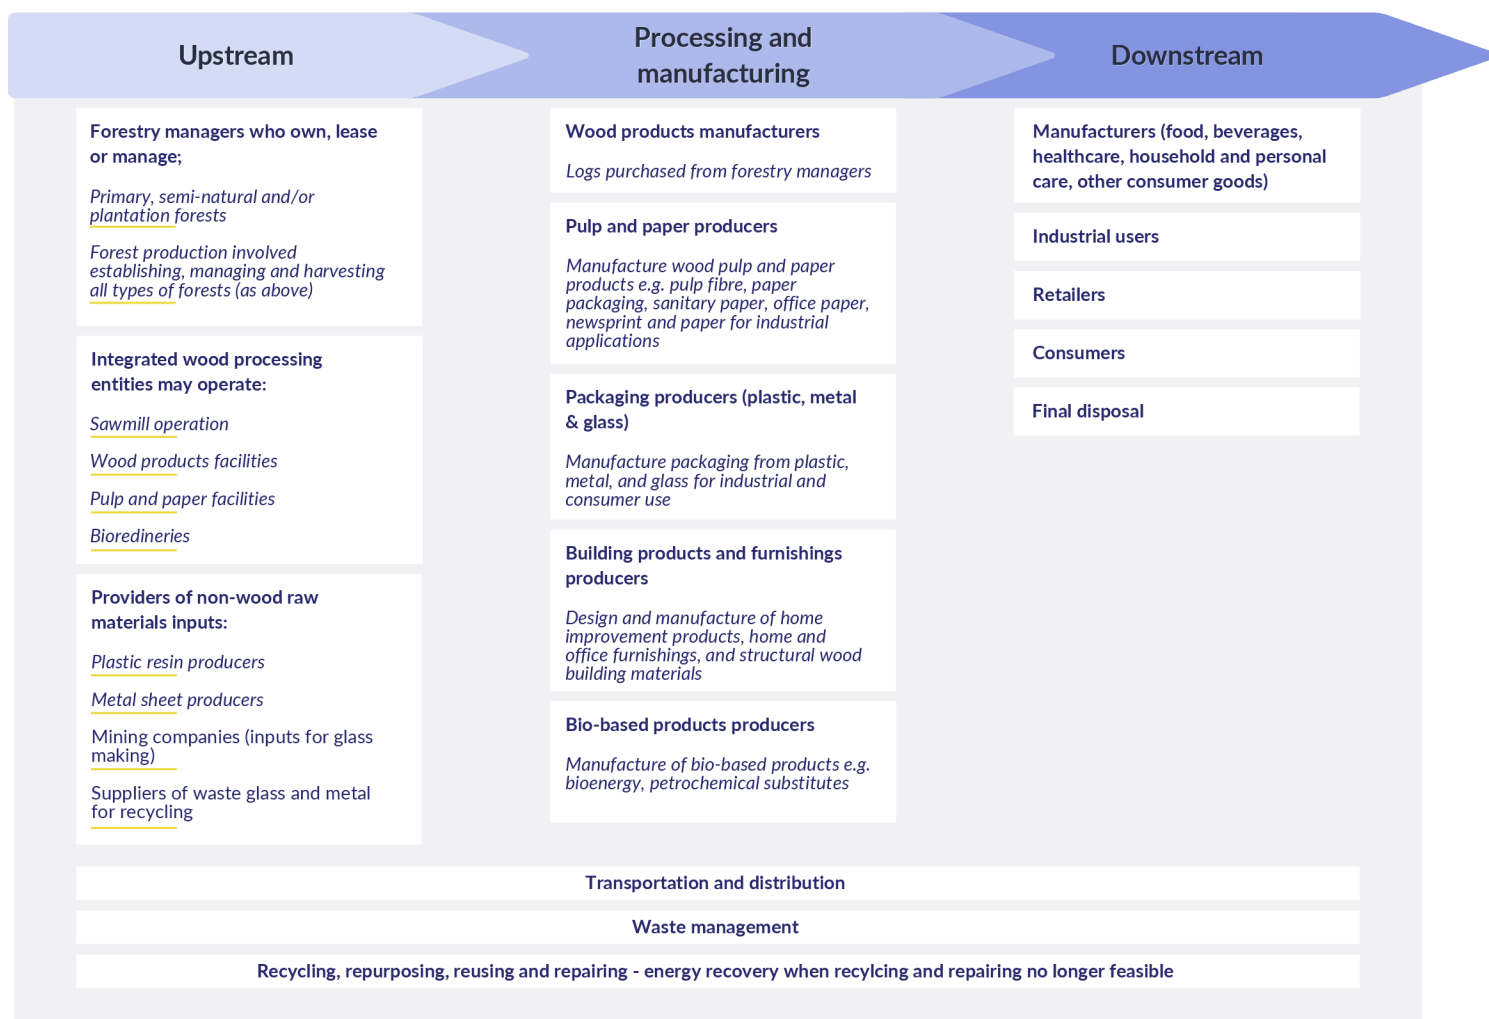 Upstream
Processing and
manufacturing
Downstream
Forestry managers who own, lease
or manage;
Primary, semi-natural and/or
plantation forests
Forest production involved
establishing, managing and harvesting
all types of forests (as above)
Integrated wood processing
entities may operate:
Sawmill operation
Wood products facilities
Pulp and paper facilities
Bioredineries
Providers of non-wood raw
materials inputs:
Plastic resin producers
Metal sheet producers
Mining companies (inputs for glass
making)
Suppliers of waste glass and metal
for recycling
Wood products manufacturers
Logs purchased from forestry managers
Pulp and paper producers
Manufacture wood pulp and paper
products e.g. pulp fibre, paper
packaging, sanitary paper, office paper,
newsprint and paper for industrial
applications
Packaging producers (plastic, metal
& glass)
Manufacture packaging from plastic,
metal, and glass for industrial and
consumer use
Building products and furnishings
producers
Design and manufacture of home
improvement products, home and
office furnishings, and structural wood
building materials
Bio-based products producers
Manufacture of bio-based products e.g.
bioenergy, petrochemical substitutes
Manufacturers (food, beverages,
healthcare, household and personal
care, other consumer goods)
Industrial users
Retailers
Consumers
Final disposal
Transportation and distribution
Waste management
Recycling, repurposing, reusing and repairing - energy recovery when recylcing and repairing no longer feasible